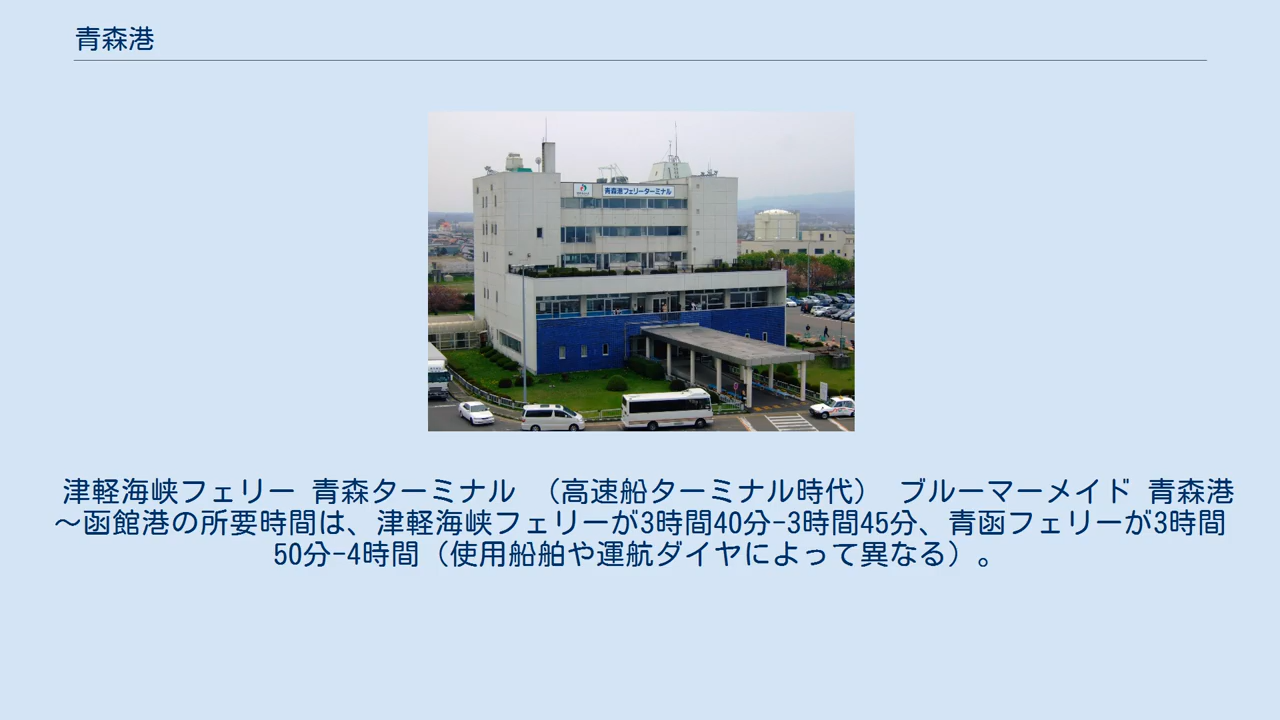 青森港
青森港フェリーターミナル
津軽海峡フェリー 青森ターミナル （高速船ターミナル時代） ブルーマーメイド 青森港
～函館港の所要時間は、津軽海峡フェリーが3時間40分-3時間45分、青函フェリーが3時間
50分-4時間（使用船舶や運航ダイヤによって異なる）。